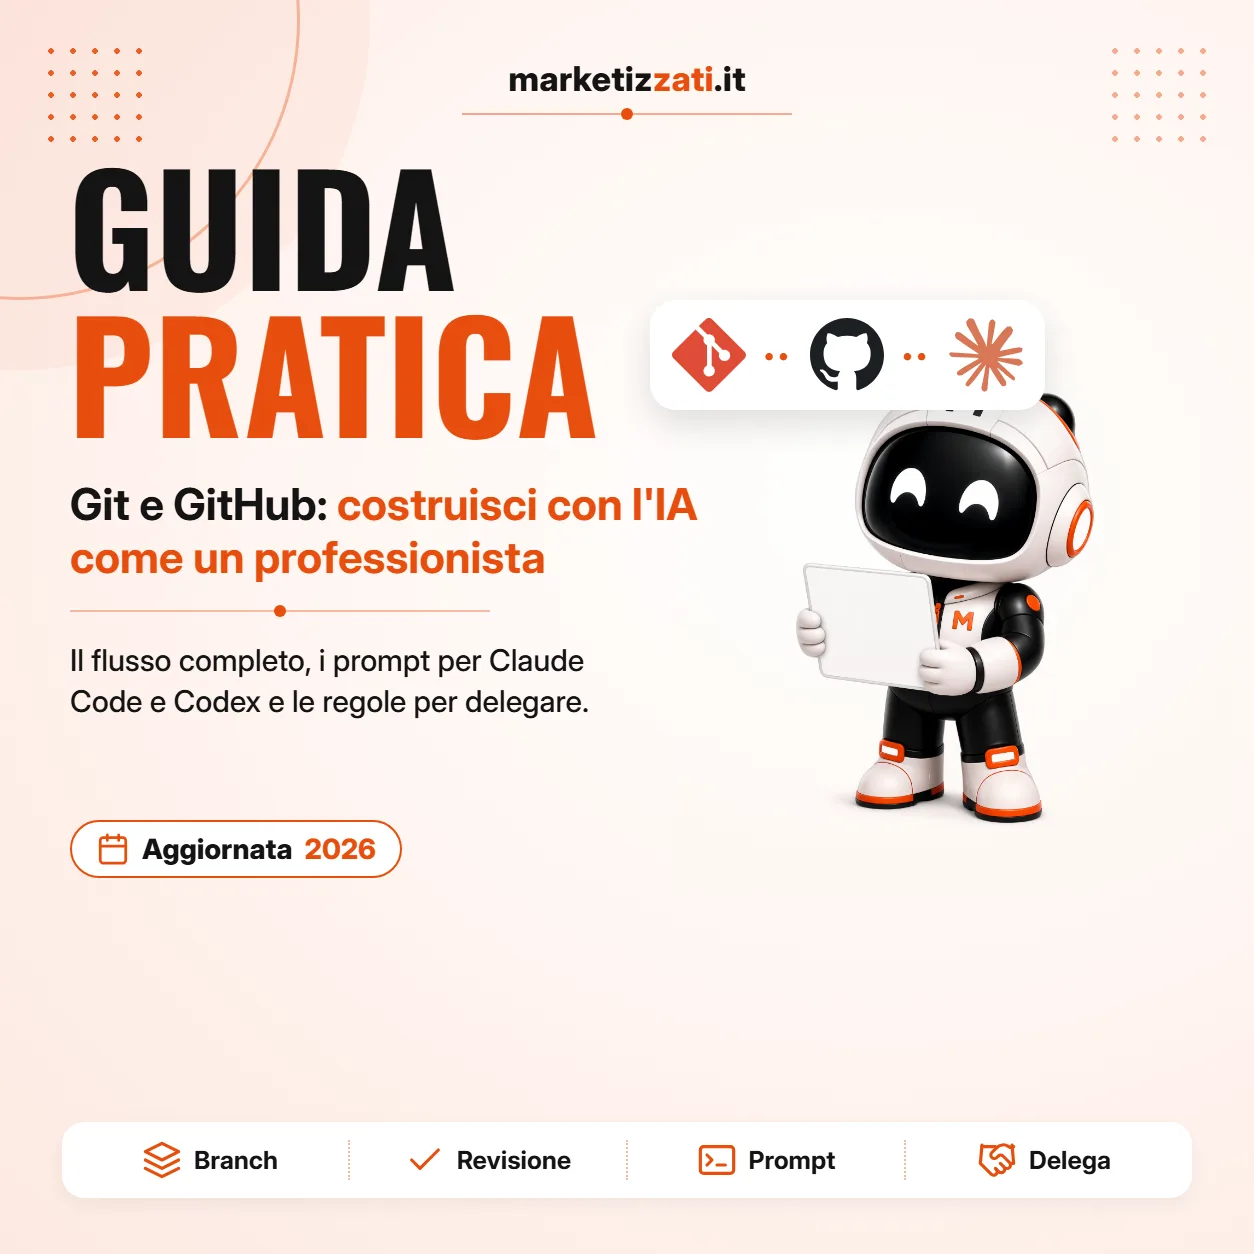 marketizzati.it
GUIDA
PRATICA
Git e GitHub: costruisci con l'IA
come un professionista
Il flusso completo, i prompt per Claude
Code e Codex e le regole per delegare.
M
Aggiornata 2026
Branch
Revisione
Prompt
Delega